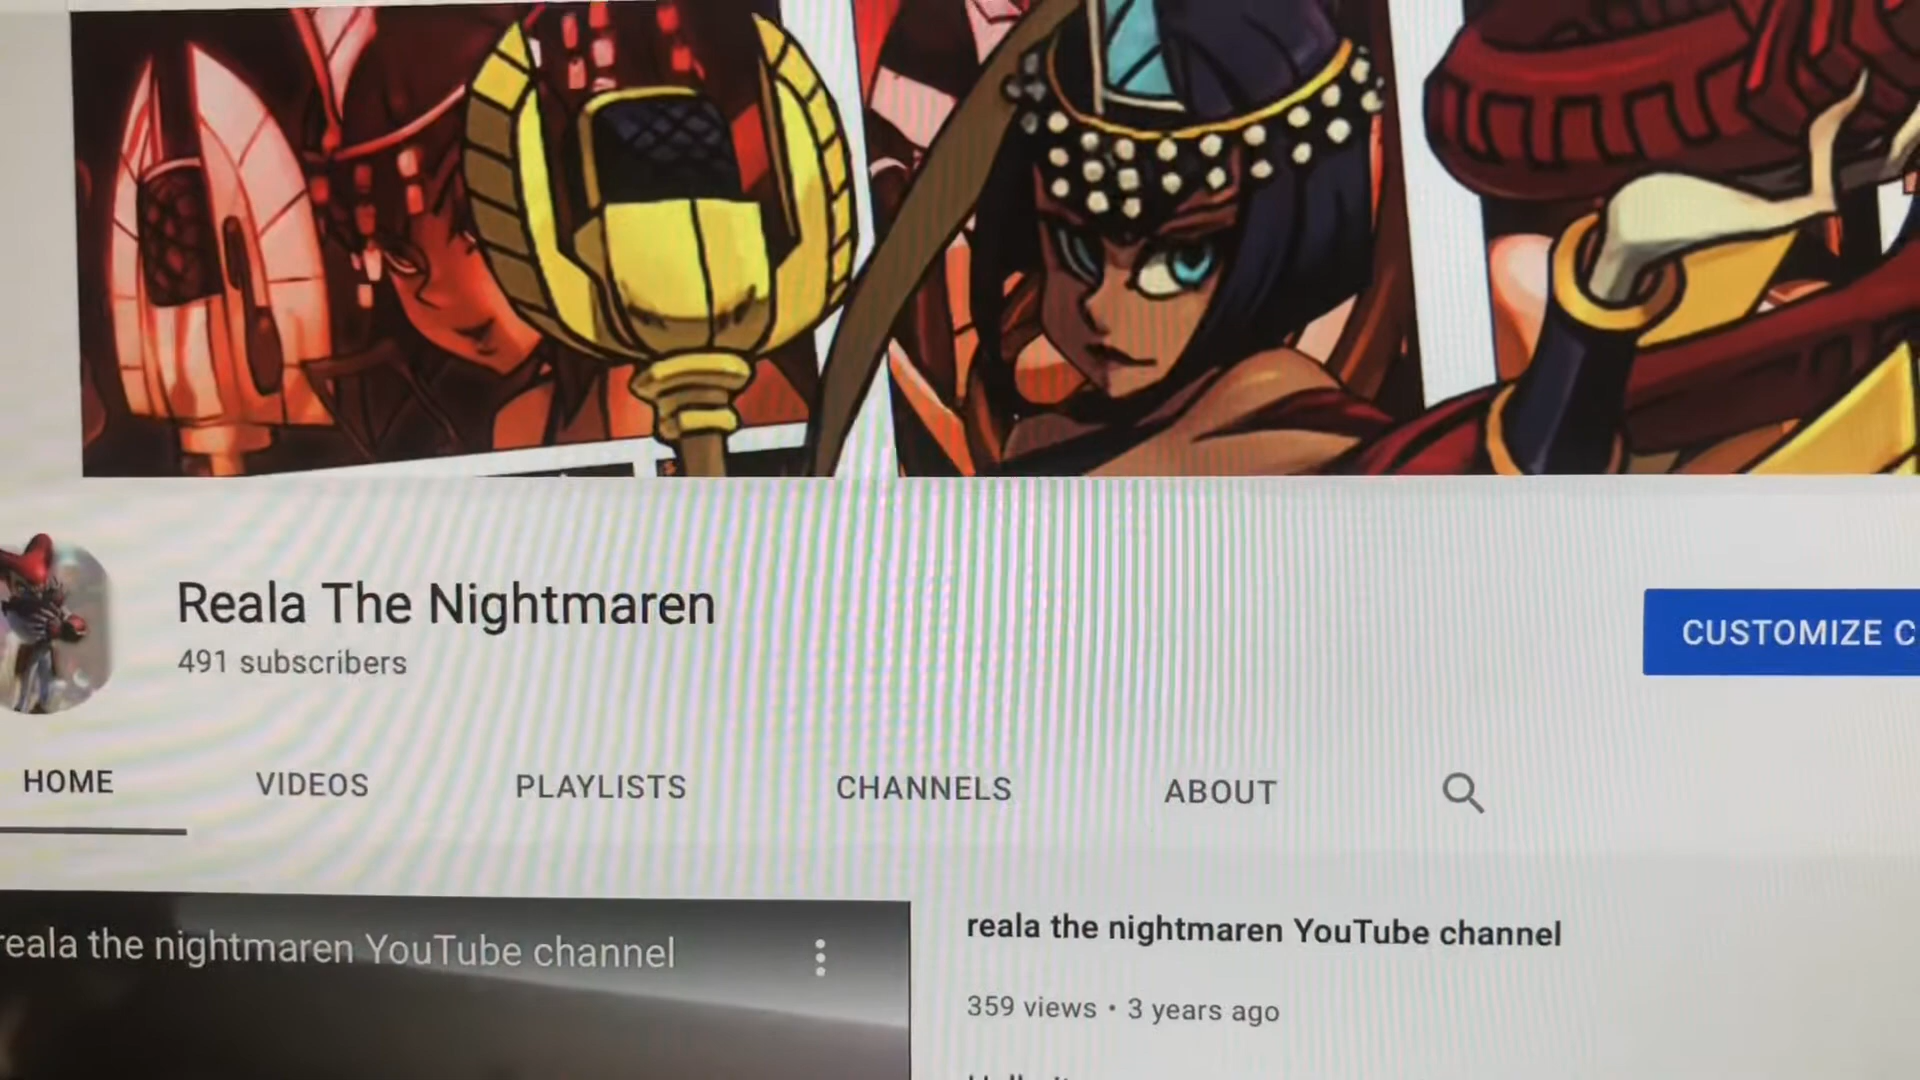 Reala The Nightmaren
491 subscribers
CUSTOMIZE C
HOME VIDEOS PLAYLISTS CHANNELS ABOUT
reala the nightmaren YouTube channel
reala the nightmaren YouTube channel
359 views • 3 years ago